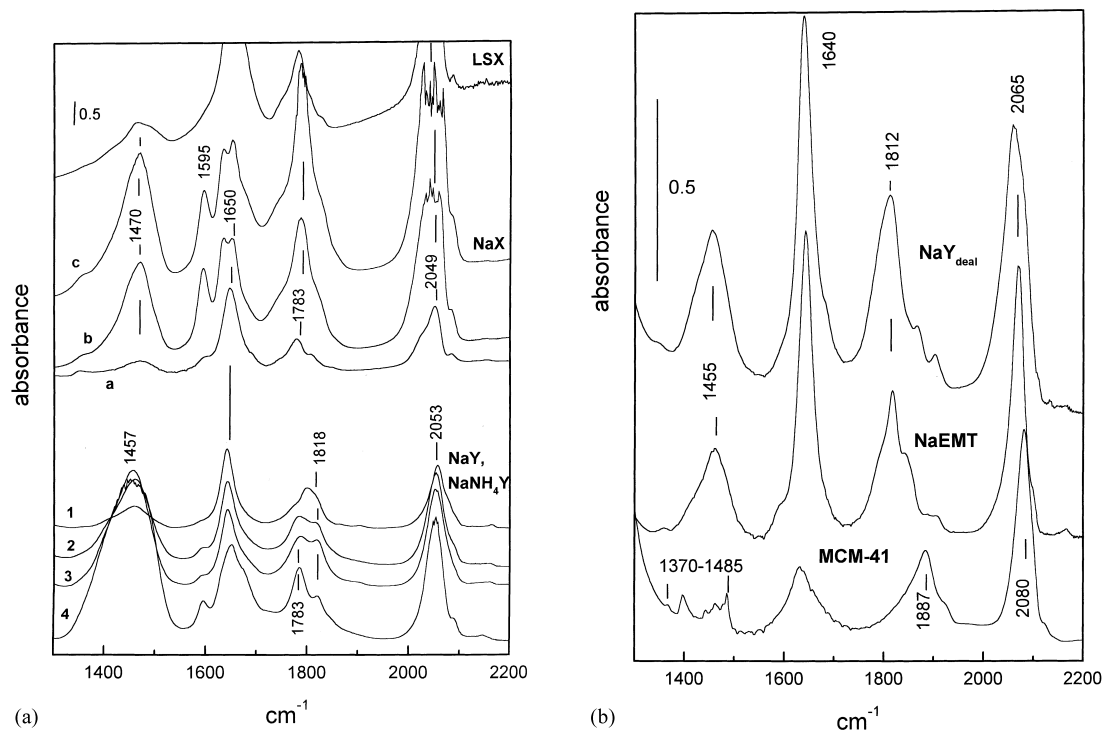 LSX
0.5
1595
1650
1470
NaX
c
2049
1783
b
a
1457
1818
2053
NaY,
NaNH₄Y
1
2
3
4
1783
absorbance
1400 1600 1800 2000 2200
(a)
cm⁻¹
1640
2065
1812
0.5
NaY_deal
1455
NaEMT
MCM-41
1370-1485
1887
2080
absorbance
1400 1600 1800 2000 2200
(b)
cm⁻¹